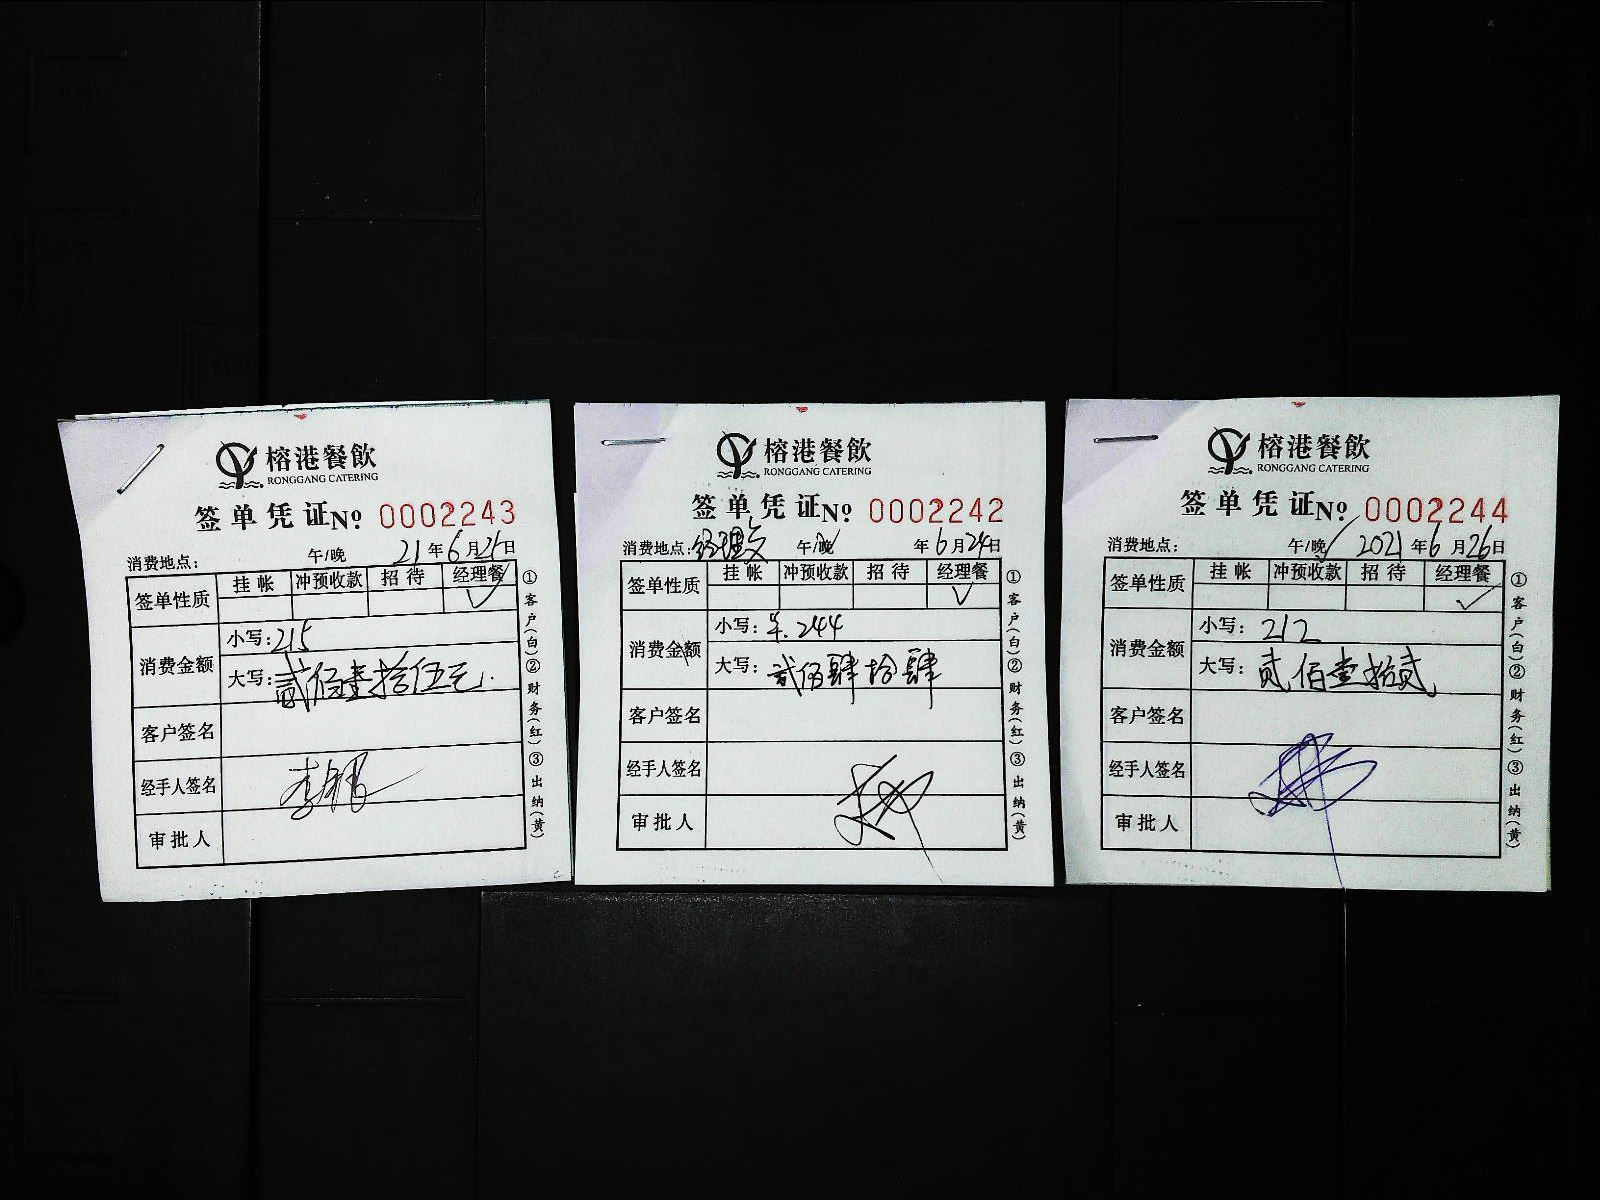 榕港餐飲
RONGGANG CATERING
签单凭证№ 0002243
消费地点: 午/晚 21年6月25日
签单性质 挂帐 冲预收款 招待 经理餐
✓
消费金额 小写:215
大写:贰佰壹拾伍元.
客户签名
经手人签名
审批人
①客户(白)②财务(红)③出纳(黄)
榕港餐飲
RONGGANG CATERING
签单凭证№ 0002242
消费地点: 午/晚 年6月24日
签单性质 挂帐 冲预收款 招待 经理餐
✓
消费金额 小写: 244
大写: 贰佰肆拾肆
客户签名
经手人签名
审批人
①客户(白)②财务(红)③出纳(黄)
榕港餐飲
RONGGANG CATERING
签单凭证№ 0002244
消费地点: 午/晚 2021年6月26日
签单性质 挂帐 冲预收款 招待 经理餐
✓
消费金额 小写: 212
大写: 贰佰壹拾贰
客户签名
经手人签名
审批人
①客户(白)②财务(红)③出纳(黄)